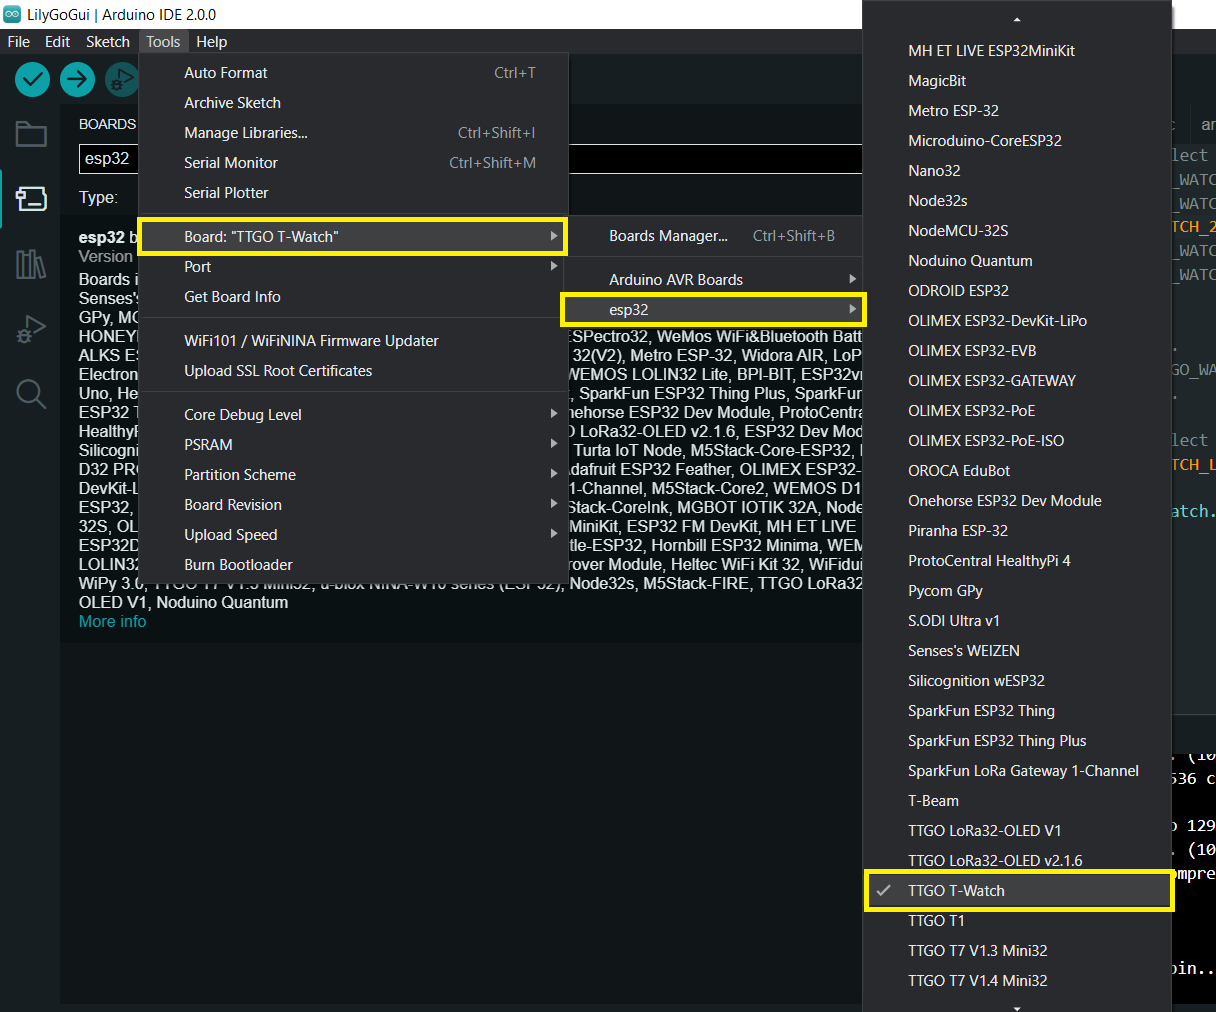 LilyGoGui | Arduino IDE 2.0.0
File Edit Sketch Tools Help
BOARDS
esp32
Type:
esp32 b
Version
Boards i
Senses's
GPy, MG
HONEY
ALKS ES
Electron
Uno, He
ESP32 T
HealthyP
Silicogni
D32 PRO
DevKit-L
ESP32,
32S, OL
ESP32D
LOLIN32
WiPy 3.0, TTGO T7 V1.3 Mini32, u-blox NINA-W10 series (ESP32), Node32s, M5Stack-FIRE, TTGO LoRa32
OLED V1, Noduino Quantum
More info
Auto Format Ctrl+T
Archive Sketch
Manage Libraries... Ctrl+Shift+I
Serial Monitor Ctrl+Shift+M
Serial Plotter
Board: "TTGO T-Watch"
Port
Get Board Info
WiFi101 / WiFiNINA Firmware Updater
Upload SSL Root Certificates
Core Debug Level
PSRAM
Partition Scheme
Board Revision
Upload Speed
Burn Bootloader
Boards Manager... Ctrl+Shift+B
Arduino AVR Boards
esp32
ESPectro32, WeMos WiFi&Bluetooth Batt
32(V2), Metro ESP-32, Widora AIR, LoP
WEMOS LOLIN32 Lite, BPI-BIT, ESP32vn
, SparkFun ESP32 Thing Plus, SparkFun
nehorse ESP32 Dev Module, ProtoCentra
O LoRa32-OLED v2.1.6, ESP32 Dev Mod
Turta IoT Node, M5Stack-Core-ESP32,
Adafruit ESP32 Feather, OLIMEX ESP32-
1-Channel, M5Stack-Core2, WEMOS D1
Stack-CoreInk, MGBOT IOTIK 32A, Node
MiniKit, ESP32 FM DevKit, MH ET LIVE
tle-ESP32, Hornbill ESP32 Minima, WEM
rover Module, Heltec WiFi Kit 32, WiFidui
MH ET LIVE ESP32MiniKit
MagicBit
Metro ESP-32
Microduino-CoreESP32
Nano32
Node32s
NodeMCU-32S
Noduino Quantum
ODROID ESP32
OLIMEX ESP32-DevKit-LiPo
OLIMEX ESP32-EVB
OLIMEX ESP32-GATEWAY
OLIMEX ESP32-PoE
OLIMEX ESP32-PoE-ISO
OROCA EduBot
Onehorse ESP32 Dev Module
Piranha ESP-32
ProtoCentral HealthyPi 4
Pycom GPy
S.ODI Ultra v1
Senses's WEIZEN
Silicognition wESP32
SparkFun ESP32 Thing
SparkFun ESP32 Thing Plus
SparkFun LoRa Gateway 1-Channel
T-Beam
TTGO LoRa32-OLED V1
TTGO LoRa32-OLED v2.1.6
TTGO T-Watch
TTGO T1
TTGO T7 V1.3 Mini32
TTGO T7 V1.4 Mini32
lect
_WATC
_WATC
TCH_2
_WATC
_WATC
GO_WA
lect
TCH_L
atch.
. (10
536 c
129
. (10
ompre
bin..